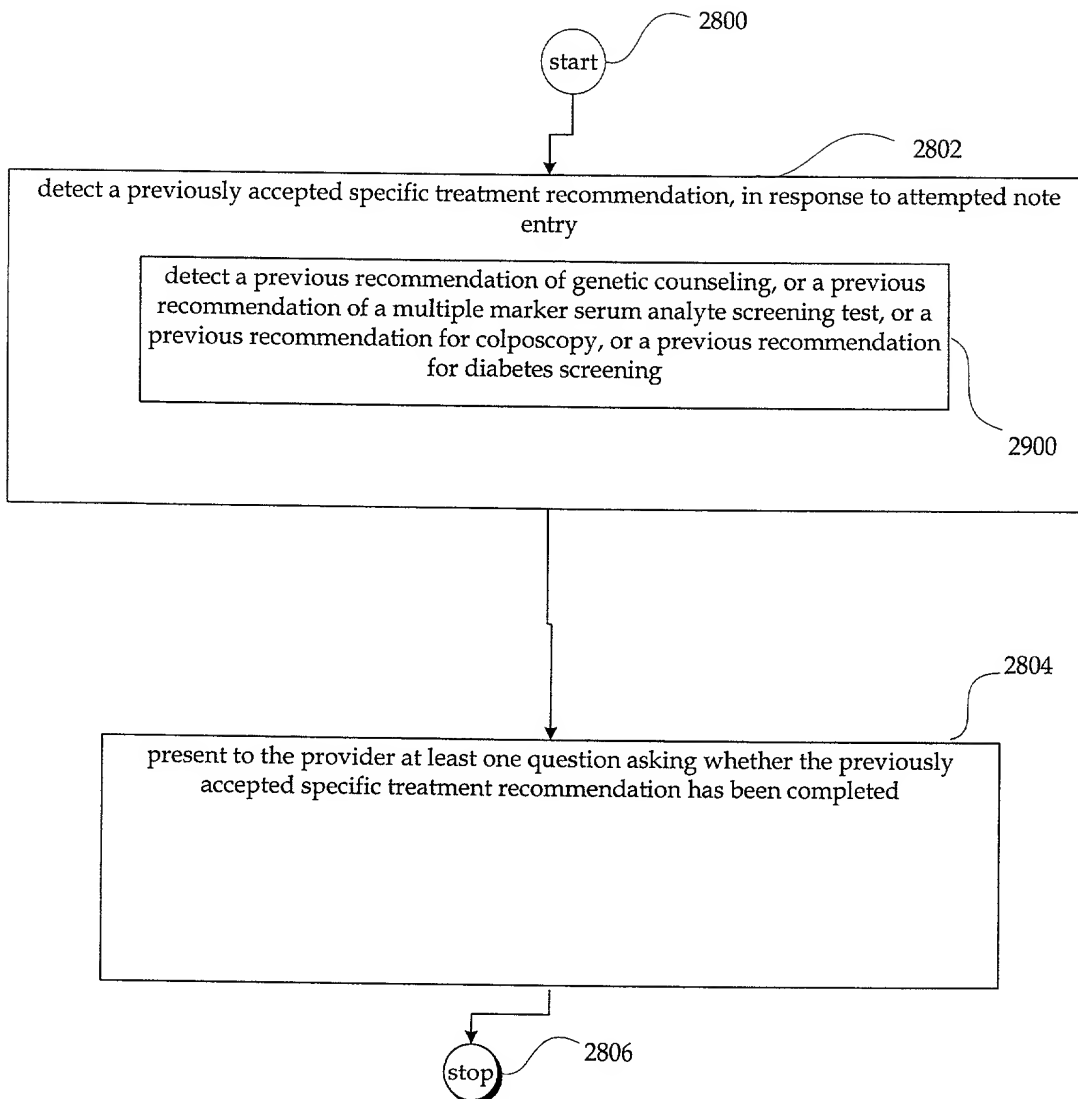 2800
start
2802
detect a previously accepted specific treatment recommendation, in response to attempted note
entry
detect a previous recommendation of genetic counseling, or a previous
recommendation of a multiple marker serum analyte screening test, or a
previous recommendation for colposcopy, or a previous recommendation
for diabetes screening
2900
2804
present to the provider at least one question asking whether the previously
accepted specific treatment recommendation has been completed
2806
stop